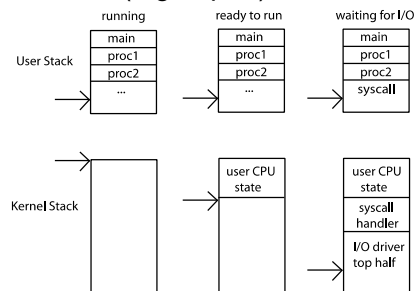 running
ready to run
waiting for I/O
User Stack
main
proc1
proc2
...
main
proc1
proc2
...
main
proc1
proc2
syscall
Kernel Stack
user CPU
state
user CPU
state
syscall
handler
I/O driver
top half